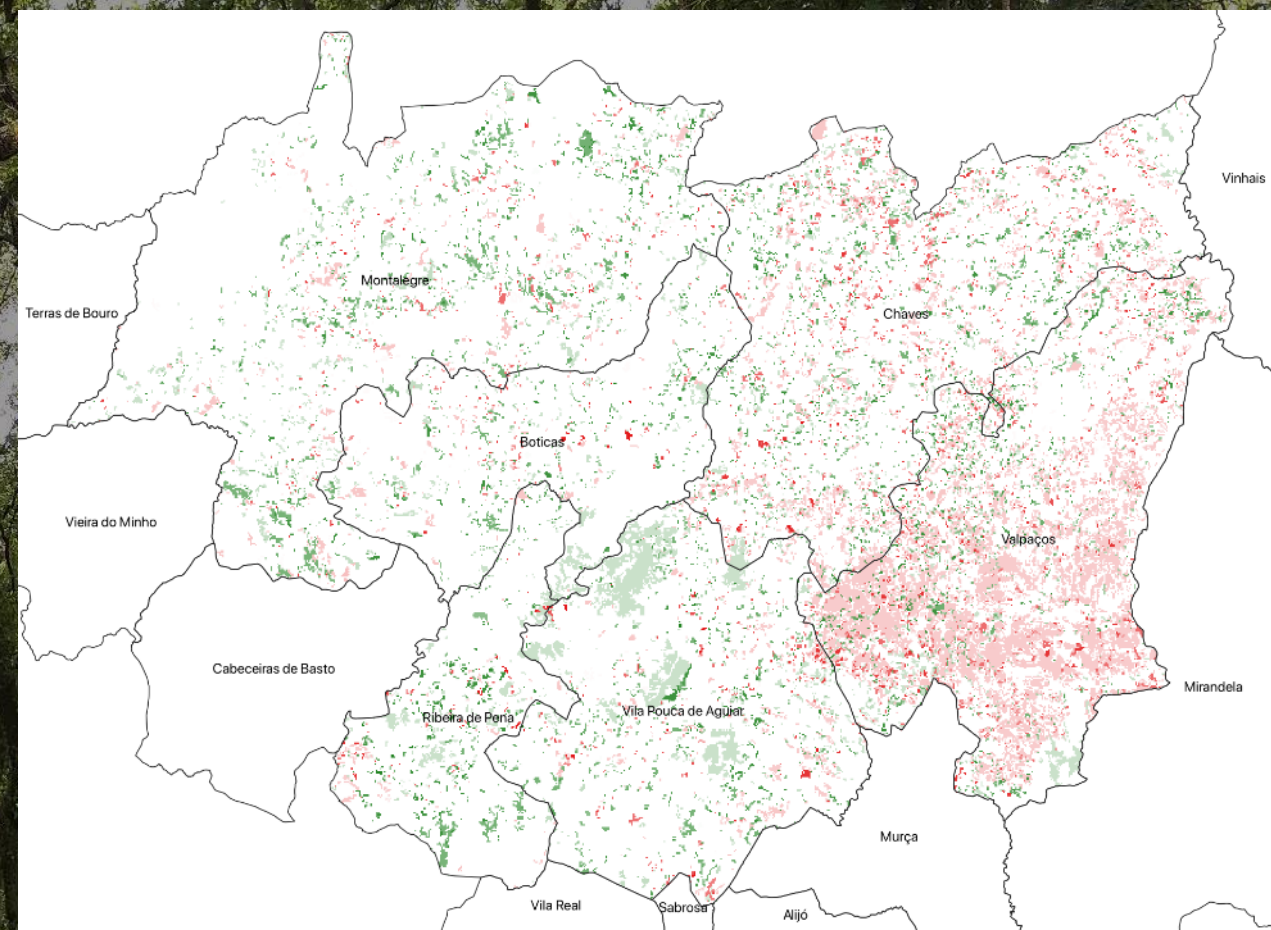 Vinhais
Montalegre
Terras de Bouro
Chaves
Boticas
Vieira do Minho
Valpaços
Cabeceiras de Basto
Mirandela
Vila Pouca de Aguiar
Ribeira de Pena
Murça
Vila Real
Sabrosa
Alijó